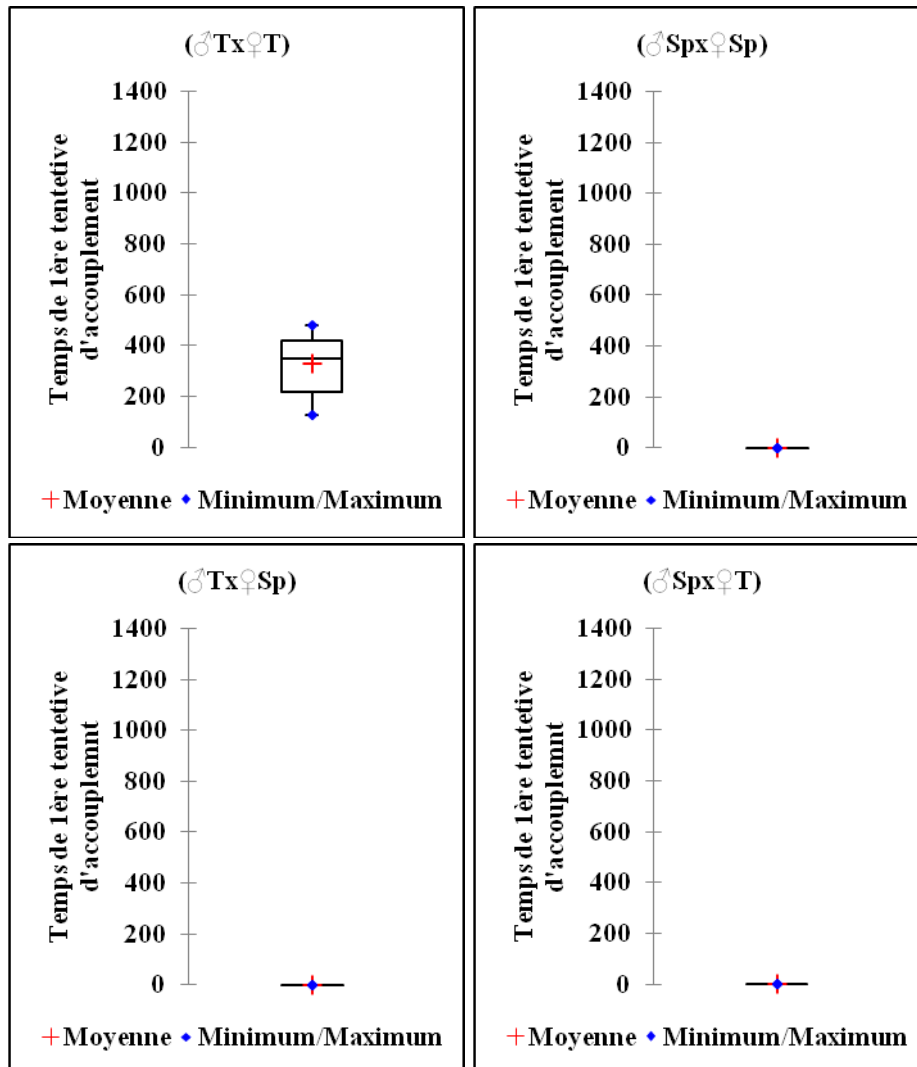 (♂Tx♀T)
Temps de 1ère tentetive
d'accouplement
1400
1200
1000
800
600
400
200
0
Moyenne Minimum/Maximum
(♂Spx♀Sp)
Temps de 1ère tentetive
d'accouplement
1400
1200
1000
800
600
400
200
0
Moyenne Minimum/Maximum
(♂Tx♀Sp)
Temps de 1ère tentetive
d'accouplemnt
1400
1200
1000
800
600
400
200
0
Moyenne Minimum/Maximum
(♂Spx♀T)
Temps de 1ère tentetive
d'accouplemnt
1400
1200
1000
800
600
400
200
0
Moyenne Minimum/Maximum